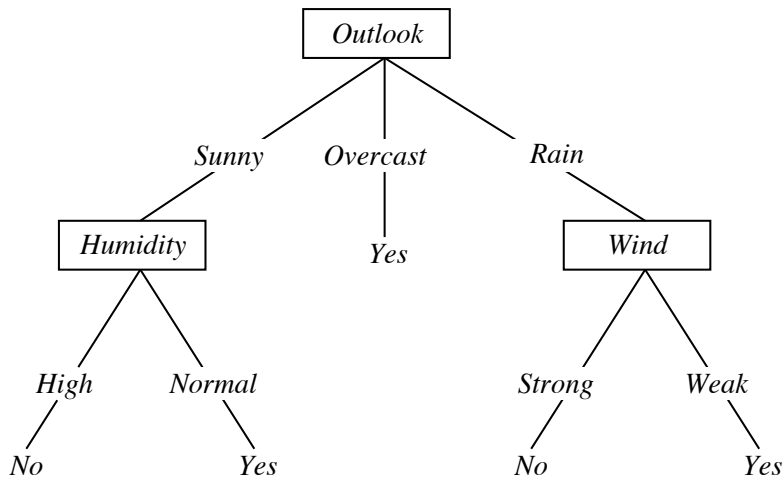 Outlook
Sunny Overcast Rain
Humidity Yes Wind
High Normal Strong Weak
No Yes No Yes